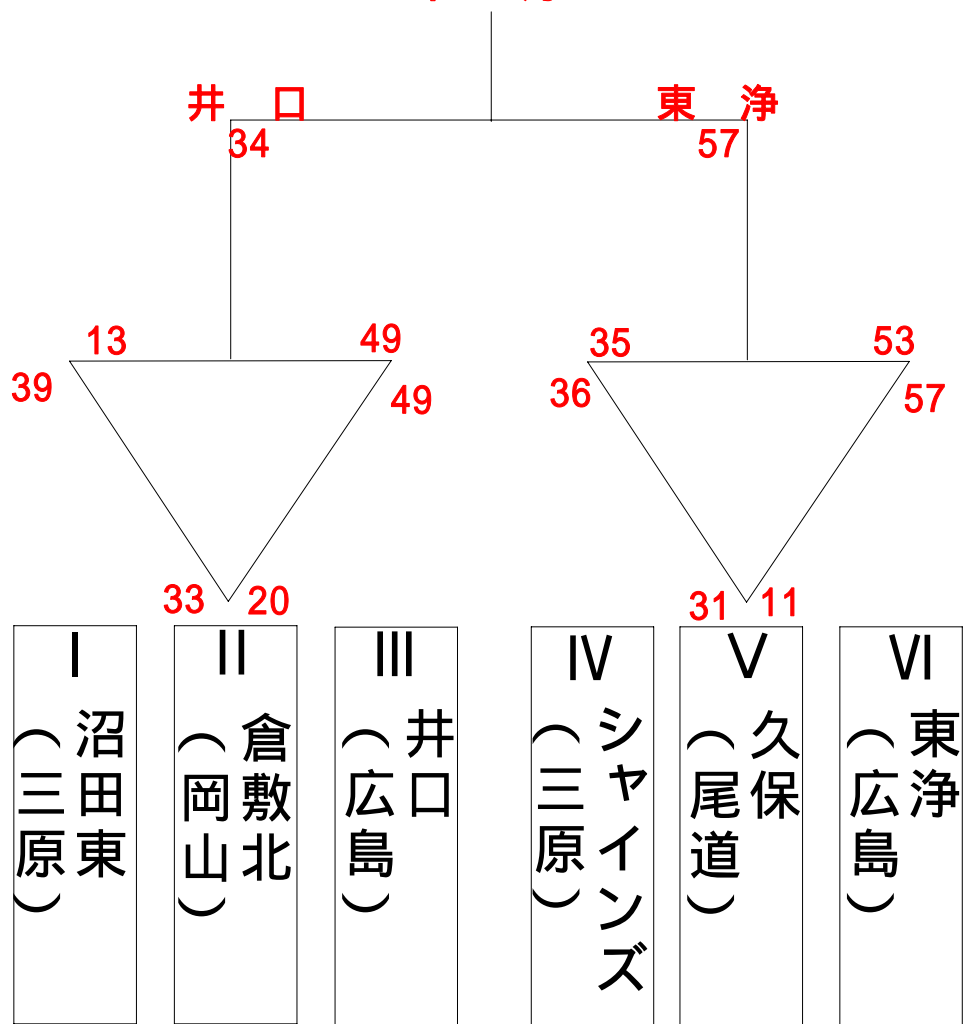 井口 東浄
34 57
13 49 35 53
39 49 36 57
33 20 31 11
I II III IV V VI
沼田東
(三原)
倉敷北
(岡山)
井口
(広島)
シャインズ
(三原)
久保
(尾道)
東浄
(広島)